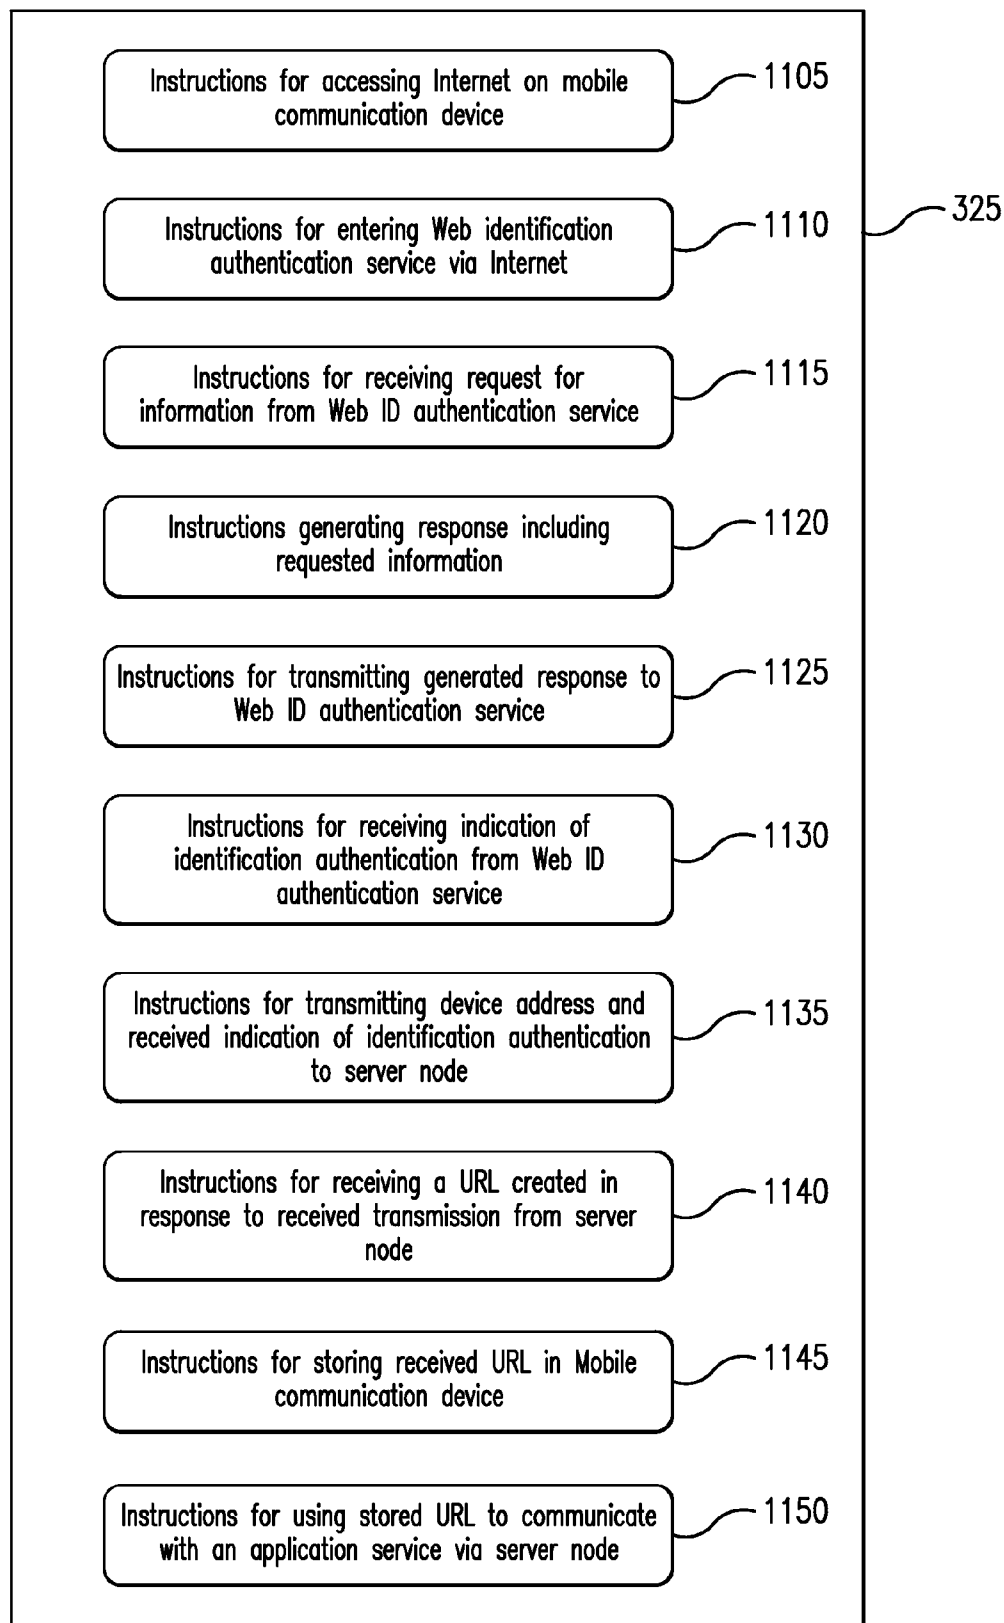 Instructions for accessing Internet on mobile
communication device
1105
325
Instructions for entering Web identification
authentication service via Internet
1110
Instructions for receiving request for
information from Web ID authentication service
1115
Instructions generating response including
requested information
1120
Instructions for transmitting generated response to
Web ID authentication service
1125
Instructions for receiving indication of
identification authentication from Web ID
authentication service
1130
Instructions for transmitting device address and
received indication of identification authentication
to server node
1135
Instructions for receiving a URL created in
response to received transmission from server
node
1140
Instructions for storing received URL in Mobile
communication device
1145
Instructions for using stored URL to communicate
with an application service via server node
1150